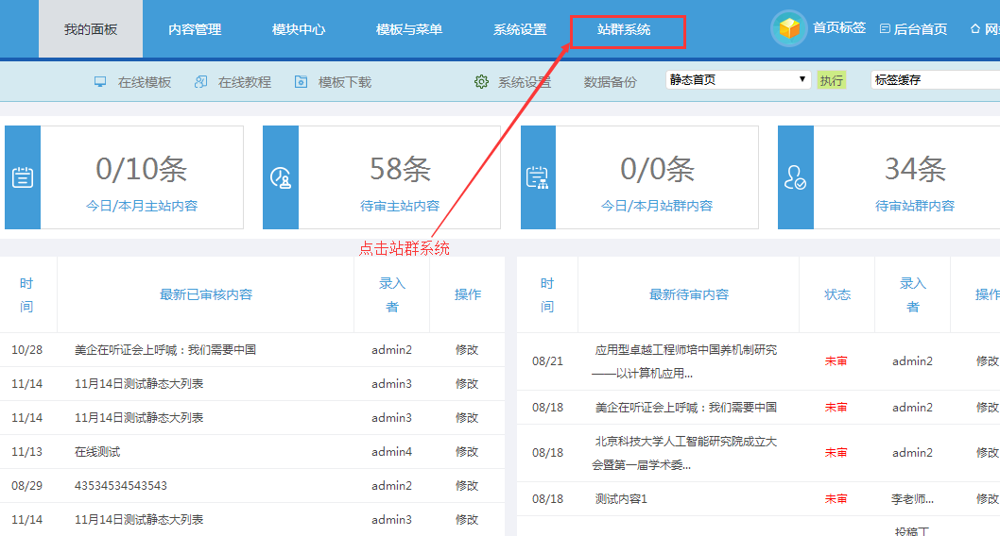 我的面板 内容管理 模块中心 模板与菜单 系统设置 站群系统 首页标签 后台首页 网
在线模板 在线教程 模板下载 系统设置 数据备份 静态首页 执行 标签缓存
0/10条 58条 0/0条 34条
今日/本月主站内容 待审主站内容 今日/本月站群内容 待审站群内容
点击站群系统
时间 最新已审核内容 录入者 操作
10/28 美企在听证会上呼喊：我们需要中国 admin2 修改
11/14 11月14日测试静态大列表 admin3 修改
11/14 11月14日测试静态大列表 admin3 修改
11/13 在线测试 admin4 修改
08/29 43534534543543 admin2 修改
11/14 11月14日测试静态大列表 admin3 修改
时间 最新待审内容 状态 录入者 操作
08/21 应用型卓越工程师培中国养机制研究
——以计算机应用... 未审 admin2 修改
08/18 美企在听证会上呼喊：我们需要中国 未审 admin2 修改
08/18 北京科技大学人工智能研究院成立大
会暨第一届学术委... 未审 admin2 修改
08/18 测试内容1 未审 李老师... 修改